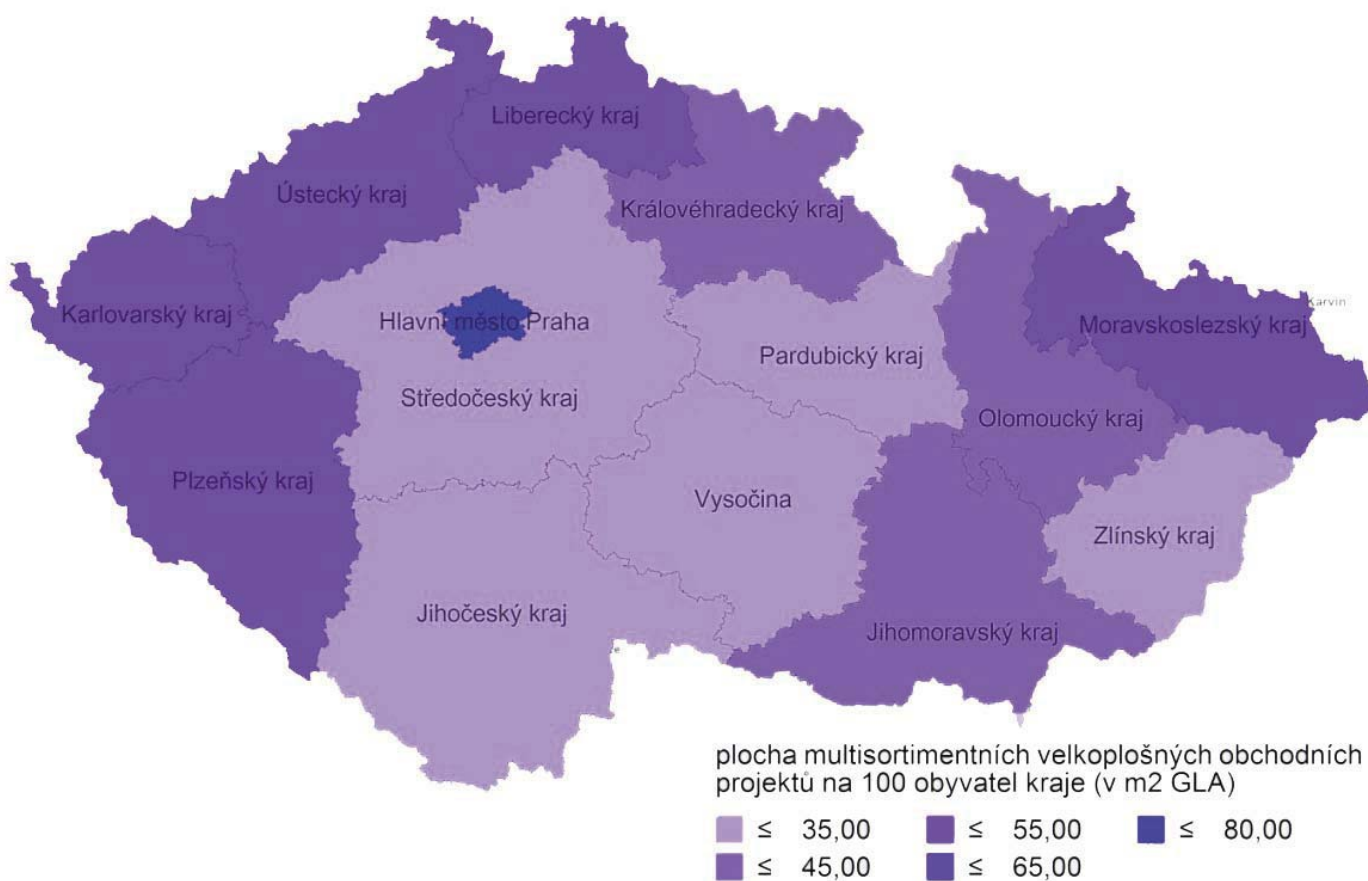 Liberecký kraj
Ústecký kraj
Královéhradecký kraj
Karlovarský kraj
Hlavní město Praha
Karvin
Moravskoslezský kraj
Pardubický kraj
Středočeský kraj
Olomoucký kraj
Plzeňský kraj
Vysočina
Zlínský kraj
Jihočeský kraj
Jihomoravský kraj
e
plocha multisortimentních velkoplošných obchodních
projektů na 100 obyvatel kraje (v m2 GLA)
≤ 35,00 ≤ 55,00 ≤ 80,00
≤ 45,00 ≤ 65,00